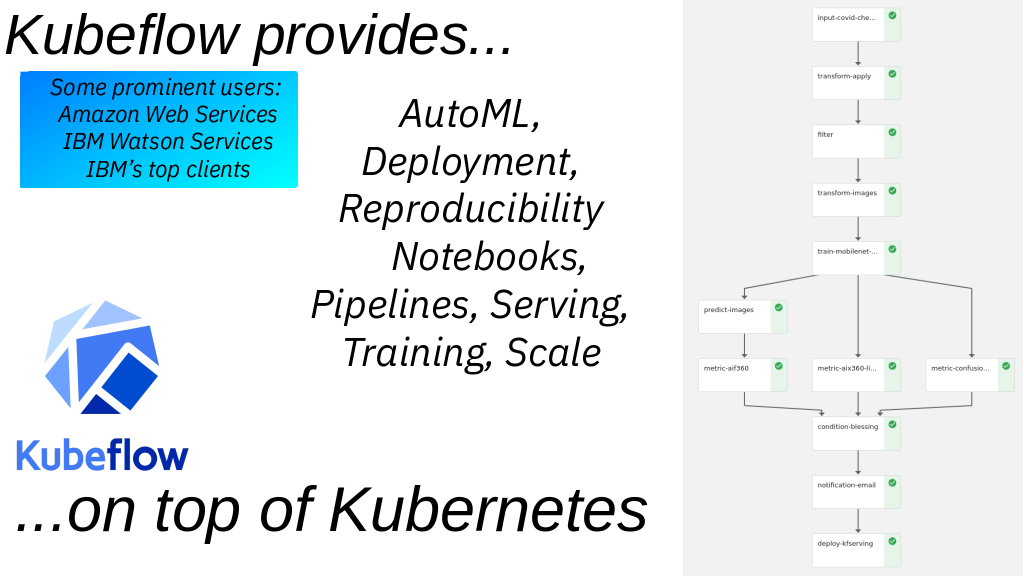 Kubeflow provides...
Some prominent users:
Amazon Web Services
IBM Watson Services
IBM’s top clients
AutoML,
Deployment,
Reproducibility
Notebooks,
Pipelines, Serving,
Training, Scale
Kubeflow
...on top of Kubernetes
input-covid-che...
transform-apply
filter
transform-images
train-mobilenet-...
predict-images
metric-aif360
metric-aix360-li...
metric-confusio...
condition-blessing
notification-email
deploy-kfserving